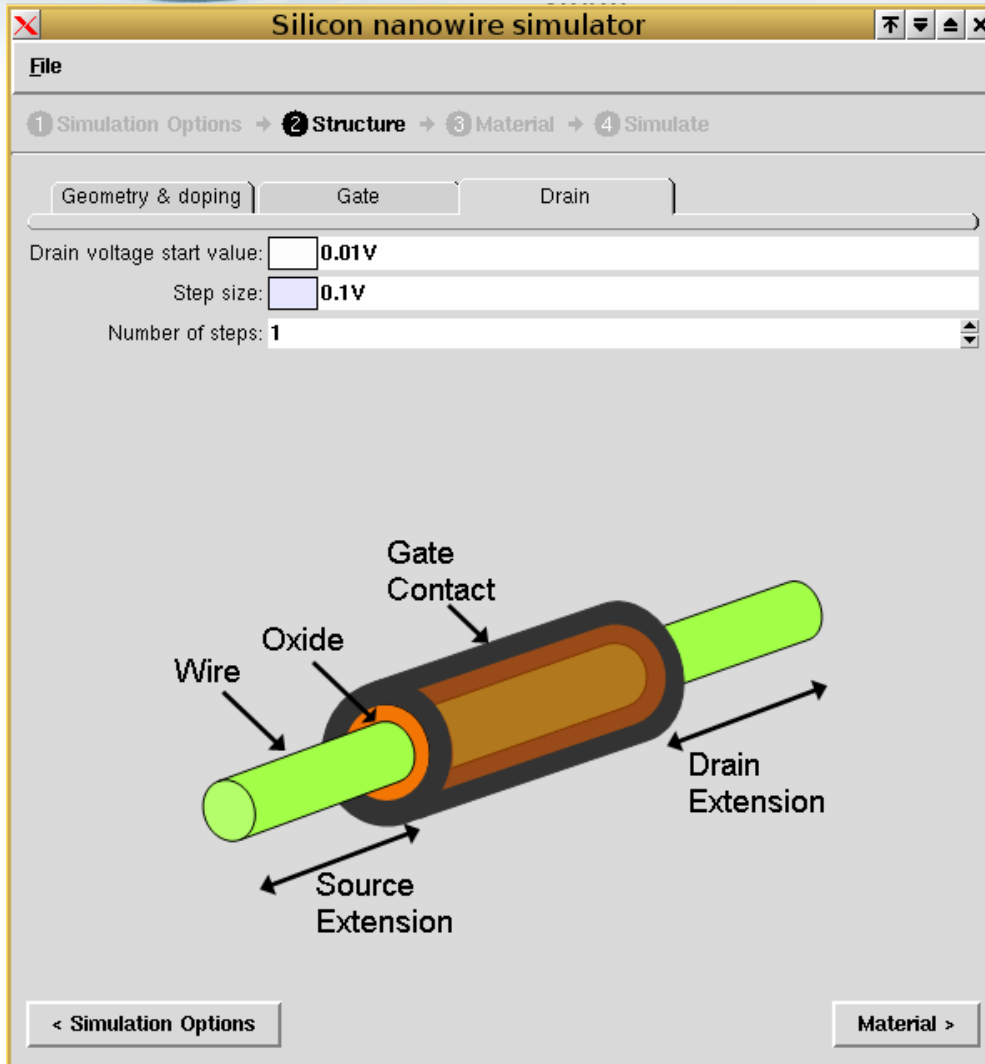 Silicon nanowire simulator
File
1 Simulation Options → 2 Structure → 3 Material → 4 Simulate
Geometry & doping Gate Drain
Drain voltage start value: 0.01V
Step size: 0.1V
Number of steps: 1
Gate
Contact
Oxide
Wire
Drain
Extension
Source
Extension
< Simulation Options Material >